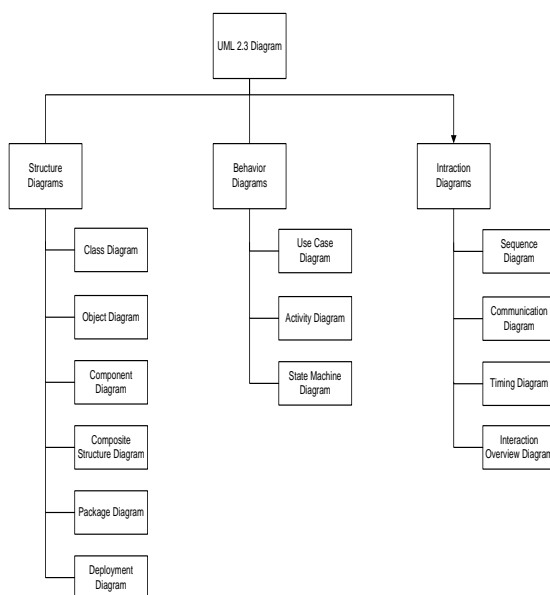 UML 2.3 Diagram
Structure
Diagrams
Behavior
Diagrams
Intraction
Diagrams
Class Diagram
Object Diagram
Component
Diagram
Composite
Structure Diagram
Package Diagram
Deployment
Diagram
Use Case
Diagram
Activity Diagram
State Machine
Diagram
Sequence
Diagram
Communication
Diagram
Timing Diagram
Interaction
Overview Diagram